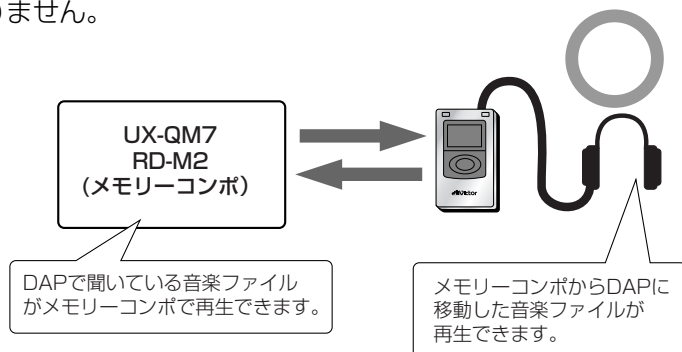 りません。
UX-QM7
RD-M2
(メモリーコンポ)
Victor
DAPで聞いている音楽ファイル
がメモリーコンポで再生できます。
メモリーコンポからDAPに
移動した音楽ファイルが
再生できます。